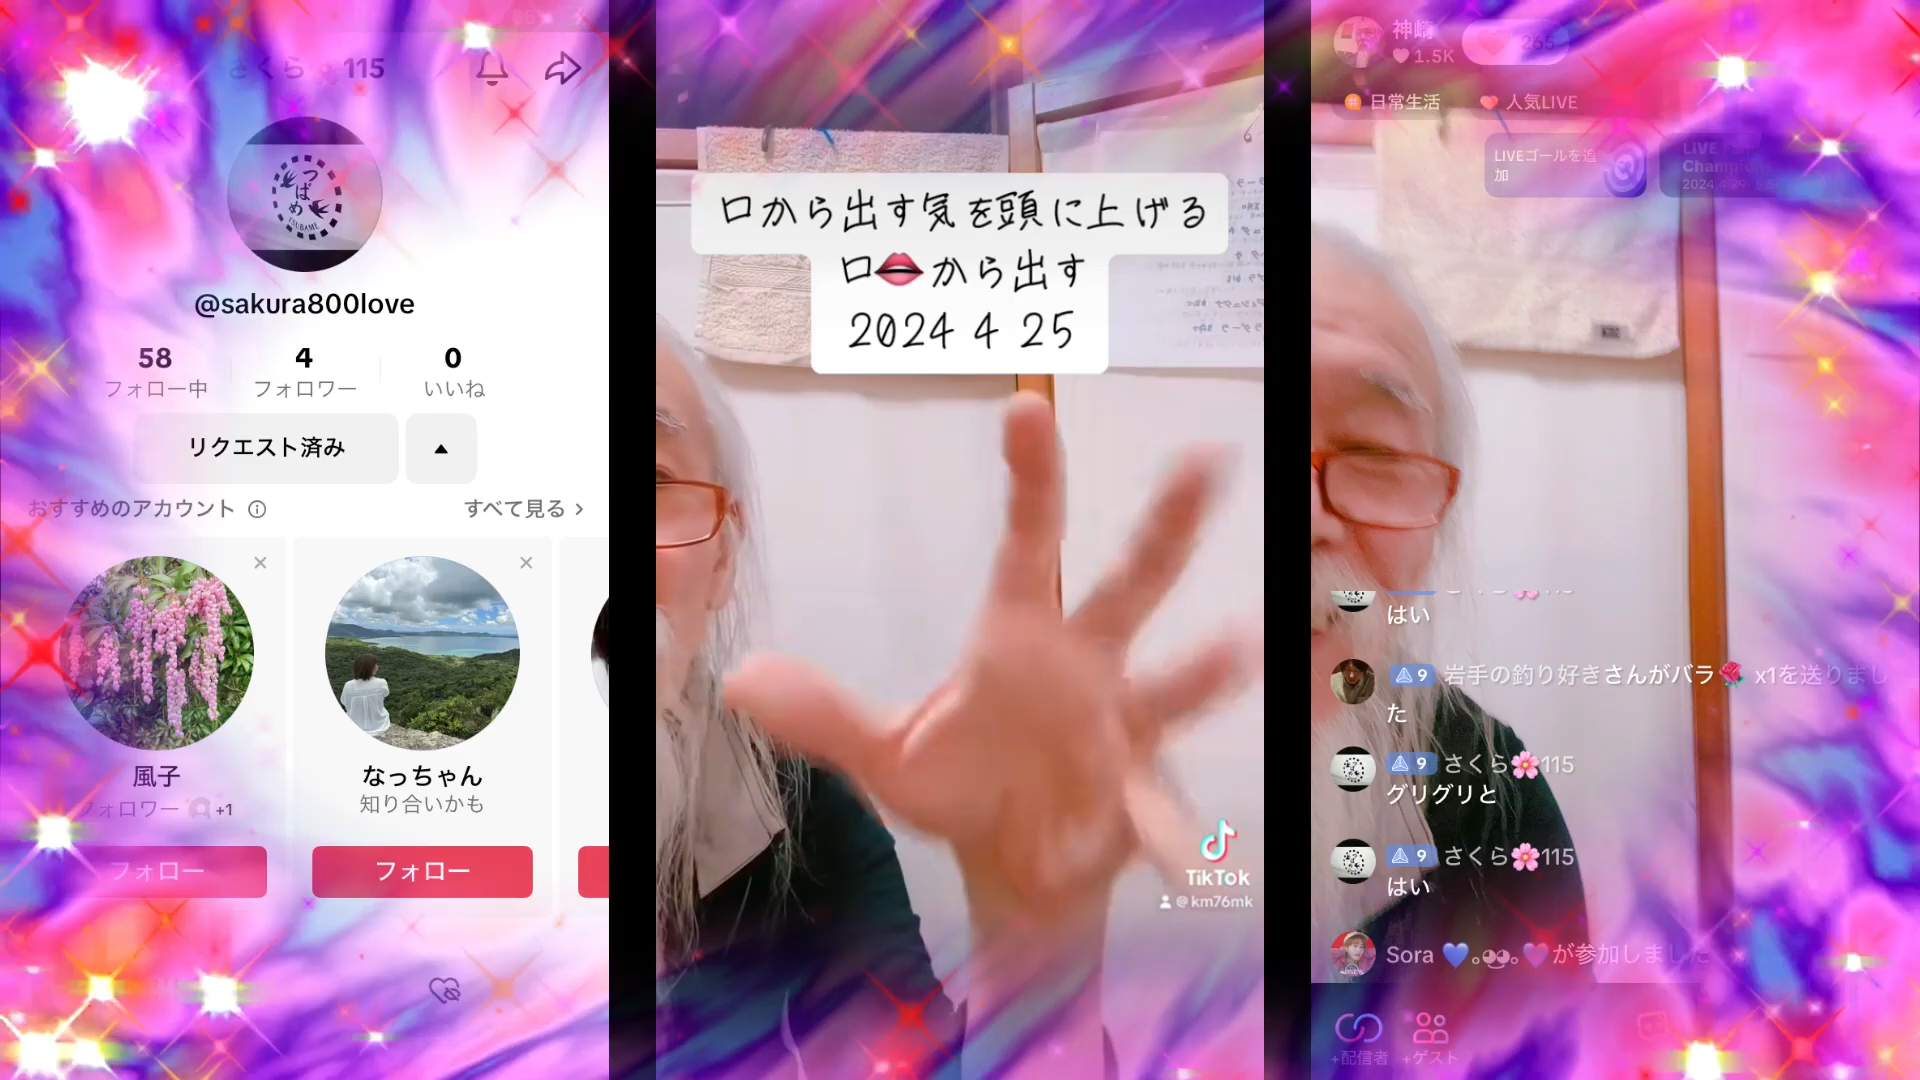 さくら 115
つばめ
TSUBAME
@sakura800love
58 4 0
フォロー中 フォロワー いいね
リクエスト済み
おすすめのアカウント すべて見る
風子
フォロワー +1
フォロー
なっちゃん
知り合いかも
フォロー
口から出す気を頭に上げる
口👄から出す
2024 4 25
TikTok
@km76mk
神崎
1.5K
265
日常生活 人気LIVE
LIVEゴールを追
加
LIVE
はい
9 岩手の釣り好きさんがバラ🌹 x1を送りまし
た
9 さくら🌸115
グリグリと
9 さくら🌸115
はい
Sora 💙｡が参加しました
+配信者 +ゲスト